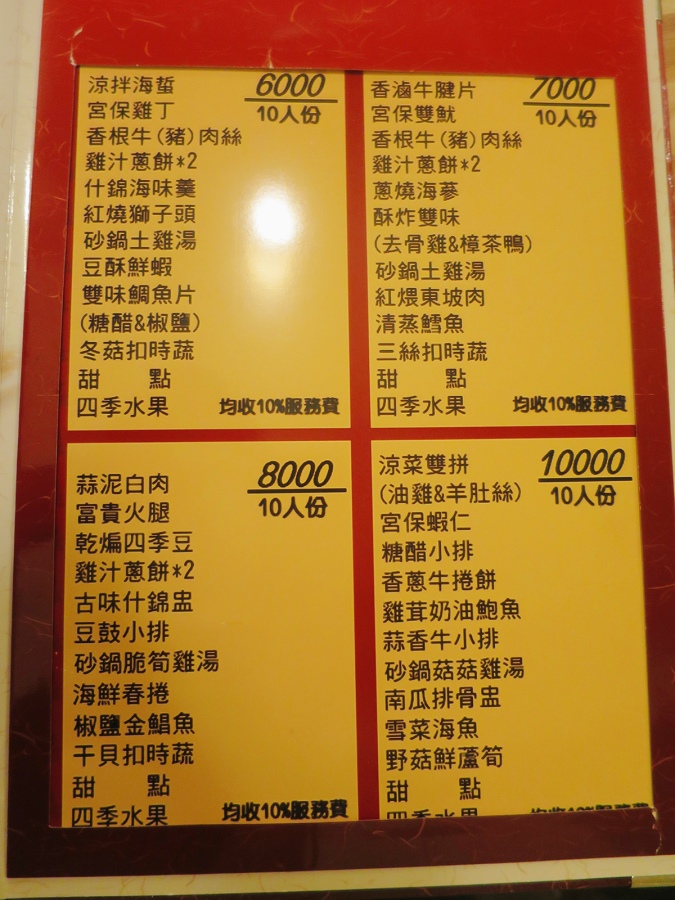 涼拌海蜇
6000
宮保雞丁
10人份
香根牛(豬)肉絲
雞汁蔥餅*2
什錦海味羹
紅燒獅子頭
砂鍋土雞湯
豆酥鮮蝦
雙味鯛魚片
(糖醋&椒鹽)
冬菇扣時蔬
甜 點
四季水果
均收10%服務費
香滷牛腱片
7000
宮保雙魷
10人份
香根牛(豬)肉絲
雞汁蔥餅*2
蔥燒海蔘
酥炸雙味
(去骨雞&樟茶鴨)
砂鍋土雞湯
紅煨東坡肉
清蒸鱈魚
三絲扣時蔬
甜 點
四季水果
均收10%服務費
蒜泥白肉
8000
富貴火腿
10人份
乾煸四季豆
雞汁蔥餅*2
古味什錦盅
豆鼓小排
砂鍋脆筍雞湯
海鮮春捲
椒鹽金鯧魚
干貝扣時蔬
甜 點
四季水果
均收10%服務費
涼菜雙拼
10000
(油雞&羊肚絲)
10人份
宮保蝦仁
糖醋小排
香蔥牛捲餅
雞茸奶油鮑魚
蒜香牛小排
砂鍋菇菇雞湯
南瓜排骨盅
雪菜海魚
野菇鮮蘆筍
甜 點
四季水果
均收10%服務費